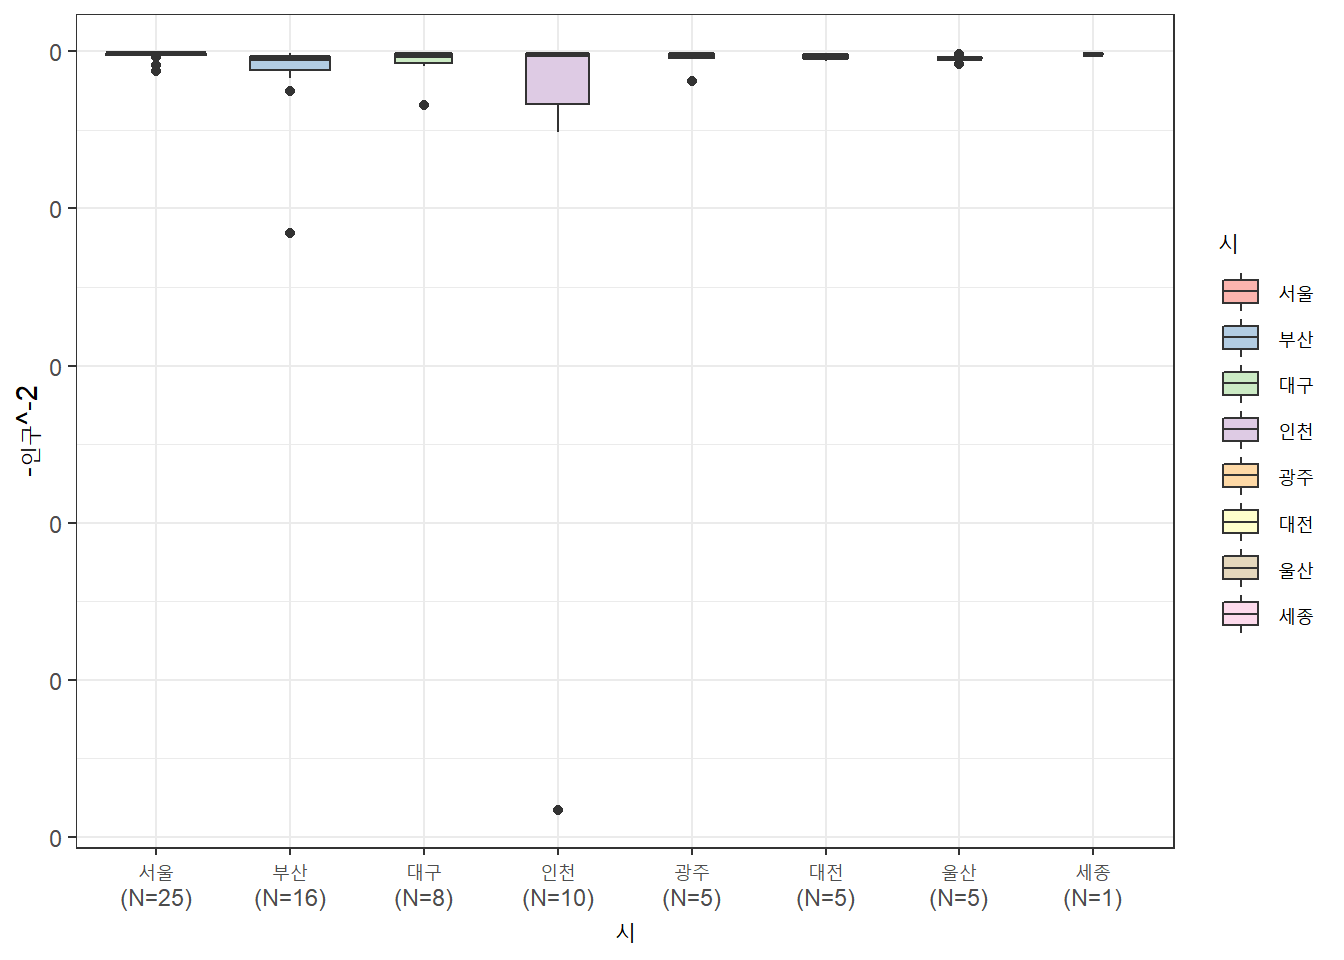 0
0
0
0
0
0
-인구^-2
서울
(N=25)
부산
(N=16)
대구
(N=8)
인천
(N=10)
광주
(N=5)
대전
(N=5)
울산
(N=5)
세종
(N=1)
시
시
서울
부산
대구
인천
광주
대전
울산
세종